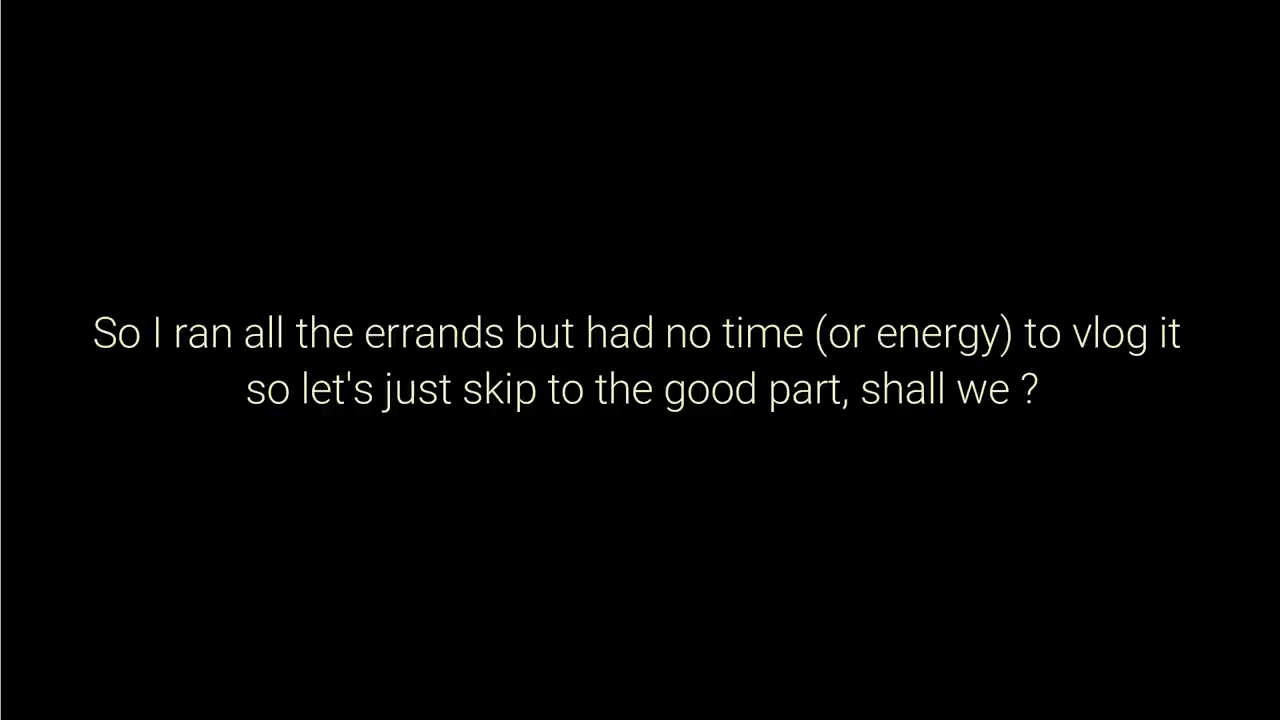 So I ran all the errands but had no time (or energy) to vlog it
so let's just skip to the good part, shall we ?